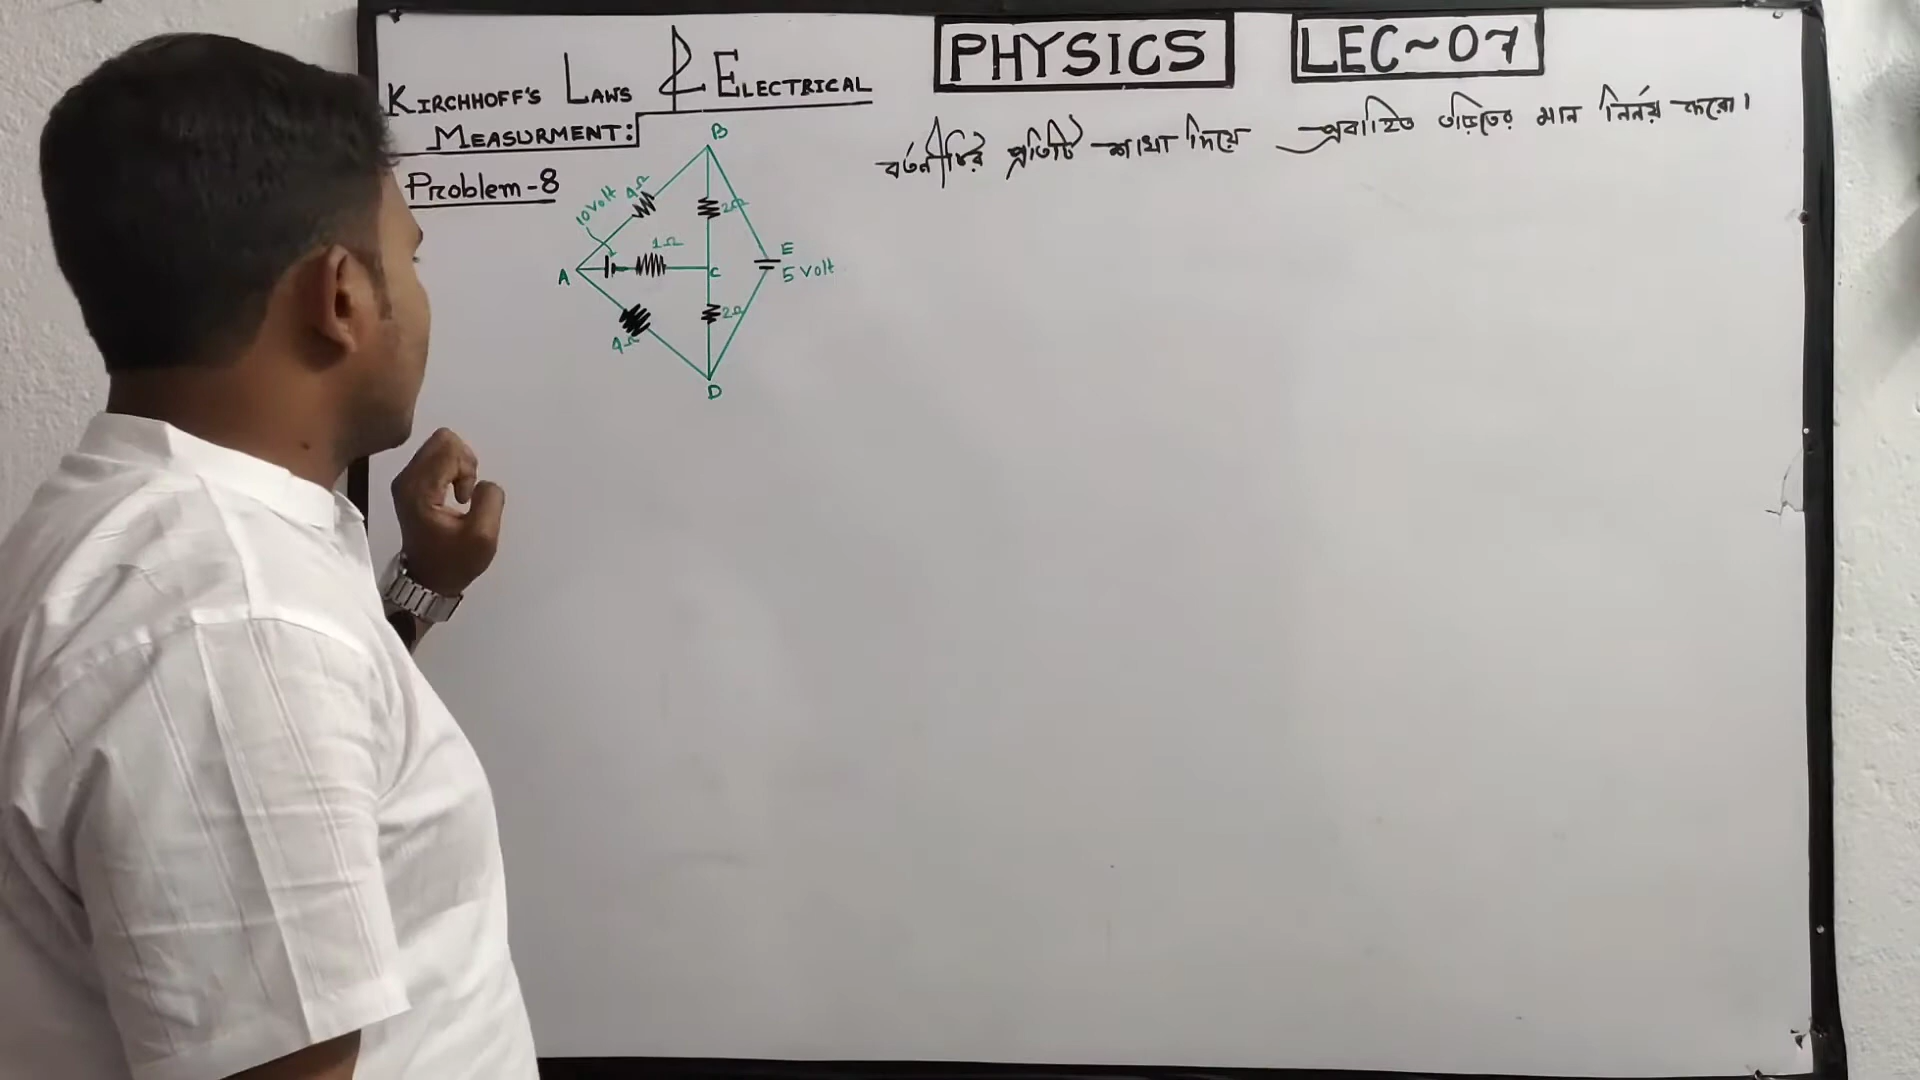 PHYSICS
LEC~07
KIRCHHOFF'S LAWS & ELECTRICAL
MEASURMENT:
বর্তনীটির প্রতিটি শাখা দিয়ে প্রবাহিত তড়িতের মান নির্নয় করো।
Problem-8
B
10 Volt
4Ω
2Ω
1Ω
E
A
C
5 Volt
2Ω
4Ω
D